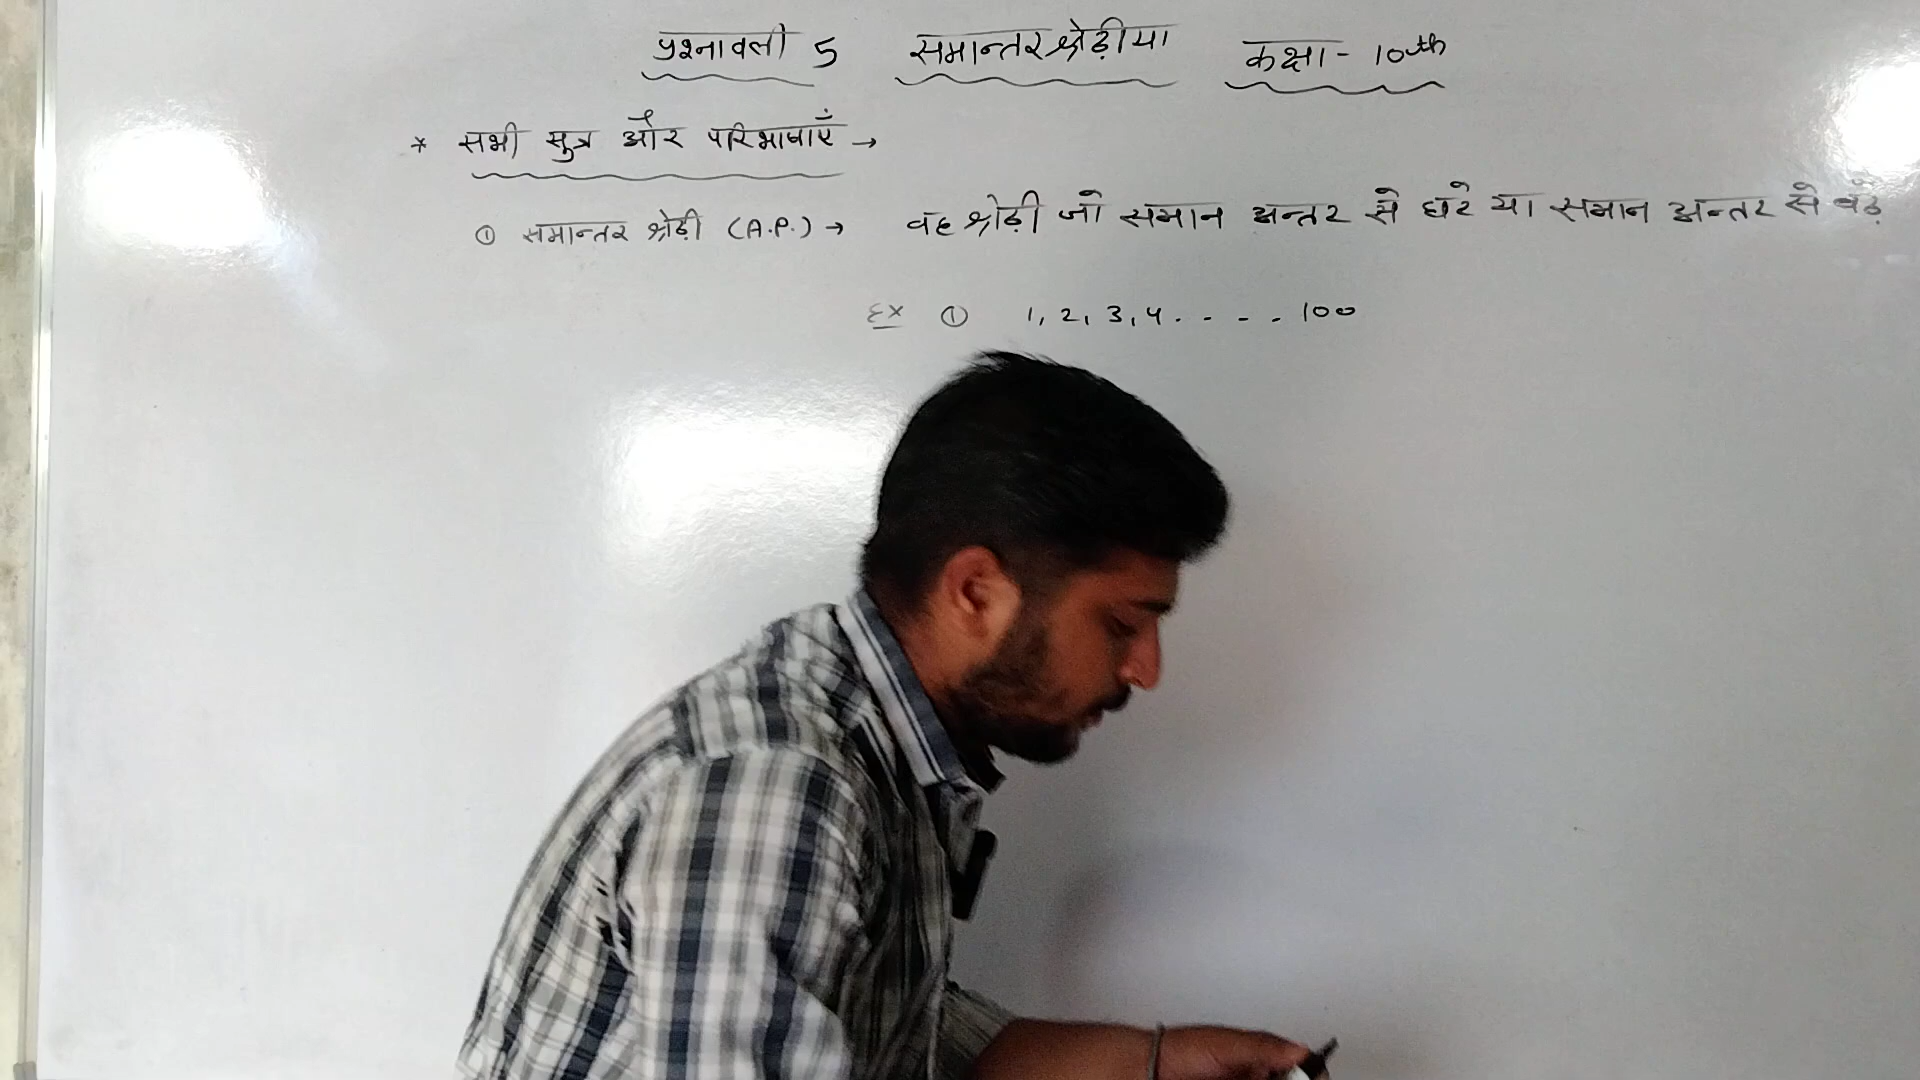 प्रश्नावली 5 समान्तर श्रेढ़ीया कक्षा - 10th
* सभी सुत्र और परिभाषाएँ →
① समान्तर श्रेढ़ी (A.P.) → वह श्रेढ़ी जो समान अन्तर से घटे या समान अन्तर से बढ़े
Ex ① 1, 2, 3, 4 . - - . 100